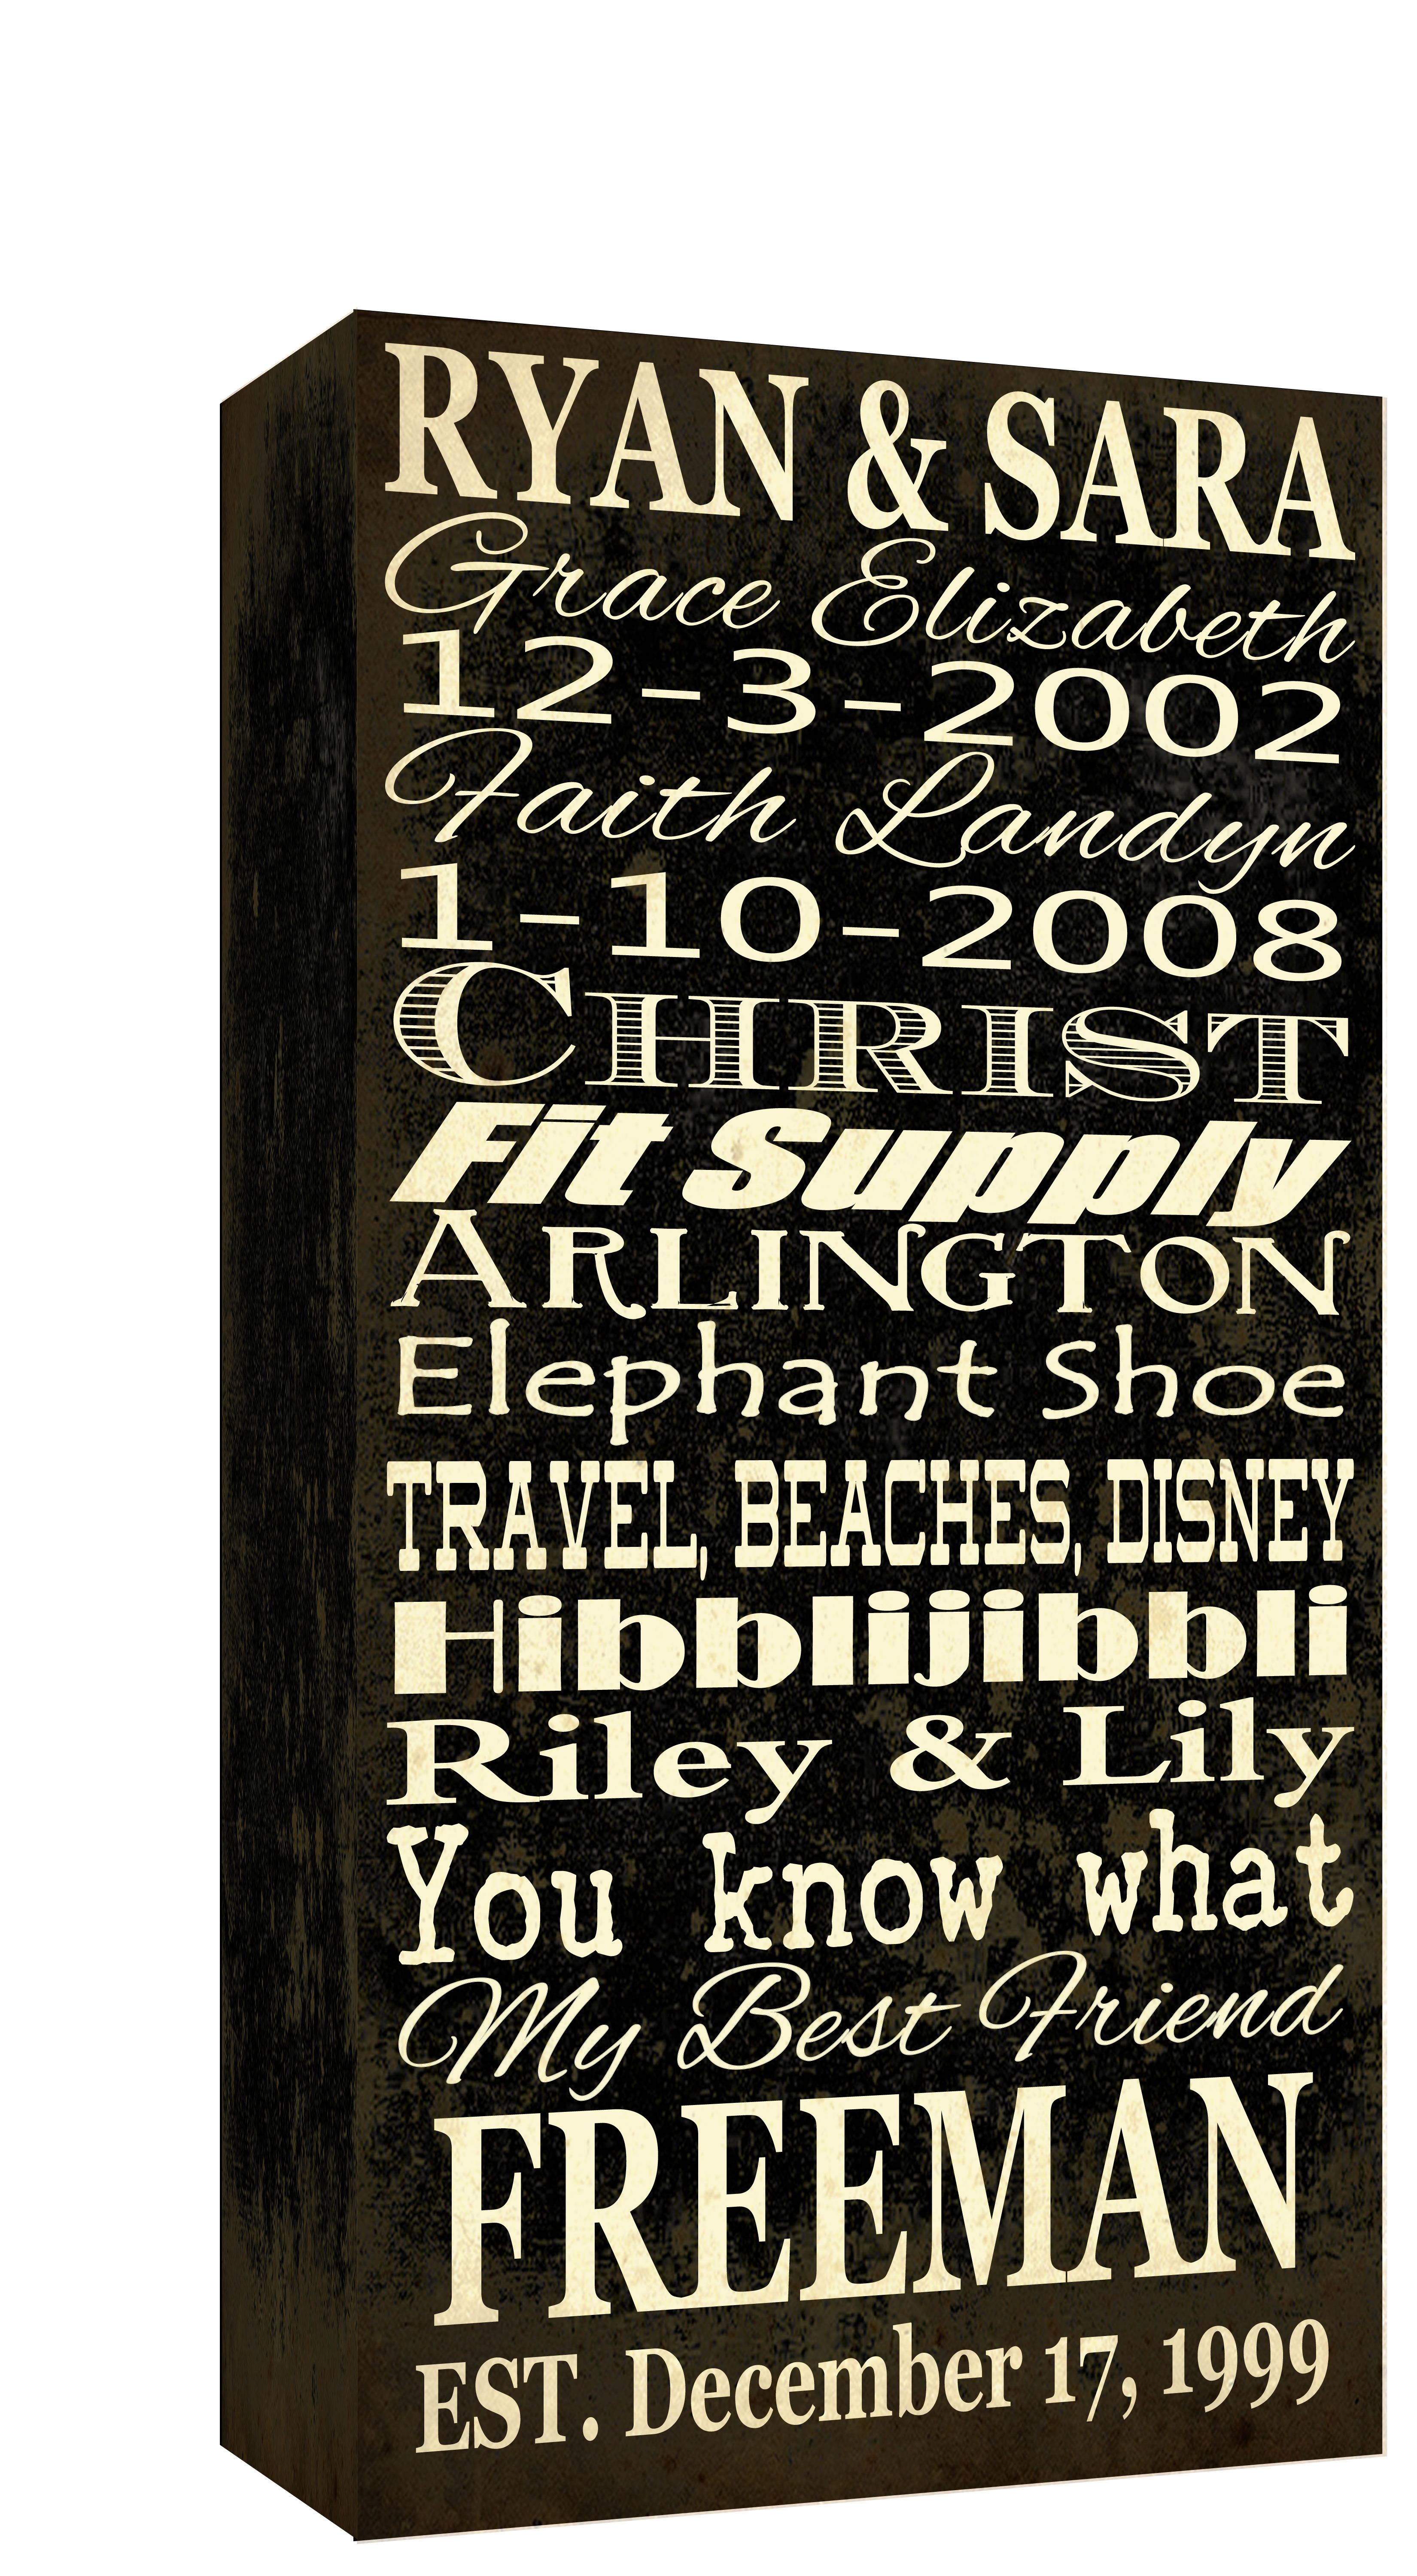 RYAN & SARA
Grace Elizabeth
12-3-2002
Faith Landyn
1-10-2008
CHRIST
Fit Supply
ARLINGTON
Elephant Shoe
TRAVEL, BEACHES, DISNEY
Hibblijibbli
Riley & Lily
You know what
My Best Friend
FREEMAN
EST. December 17, 1999